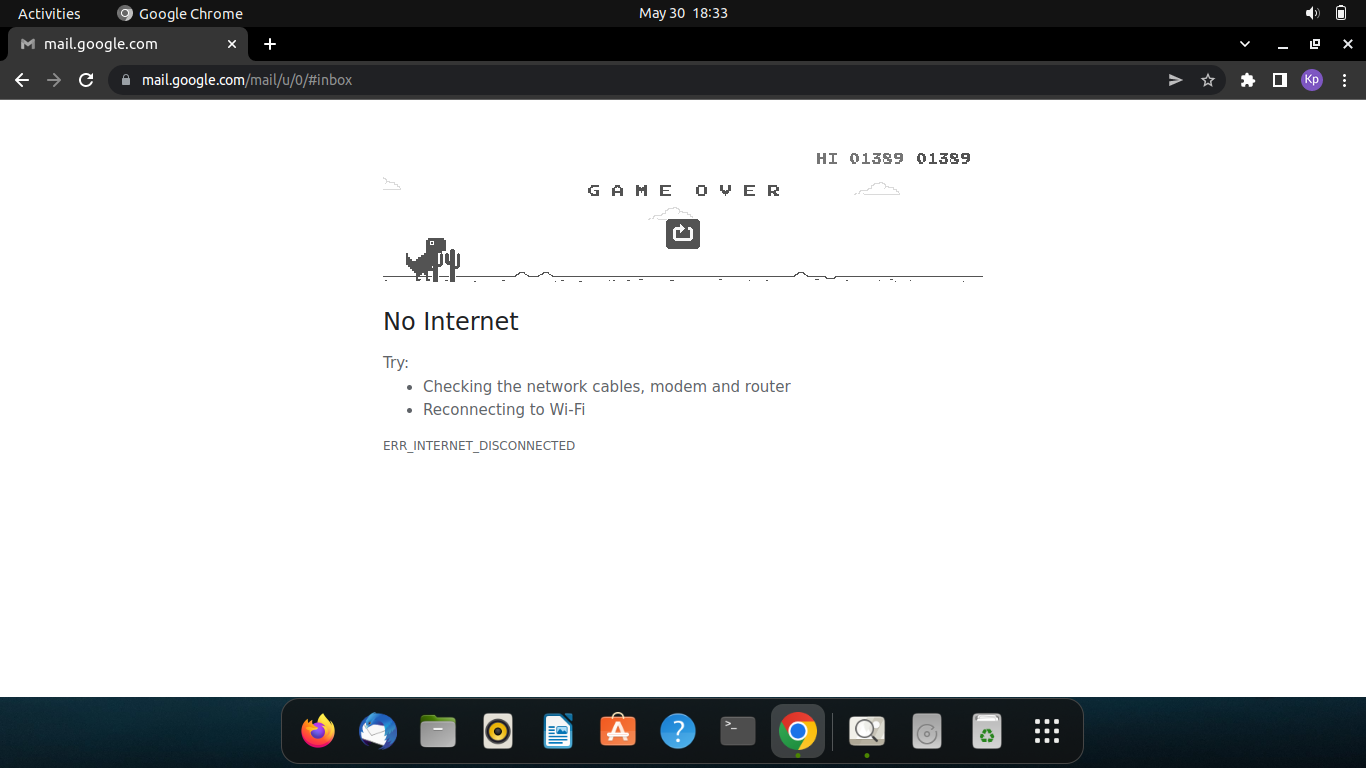 Activities Google Chrome May 30 18:33
mail.google.com
mail.google.com/mail/u/0/#inbox Kp
HI 01389 01389
GAME OVER
No Internet
Try:
• Checking the network cables, modem and router
• Reconnecting to Wi-Fi
ERR_INTERNET_DISCONNECTED